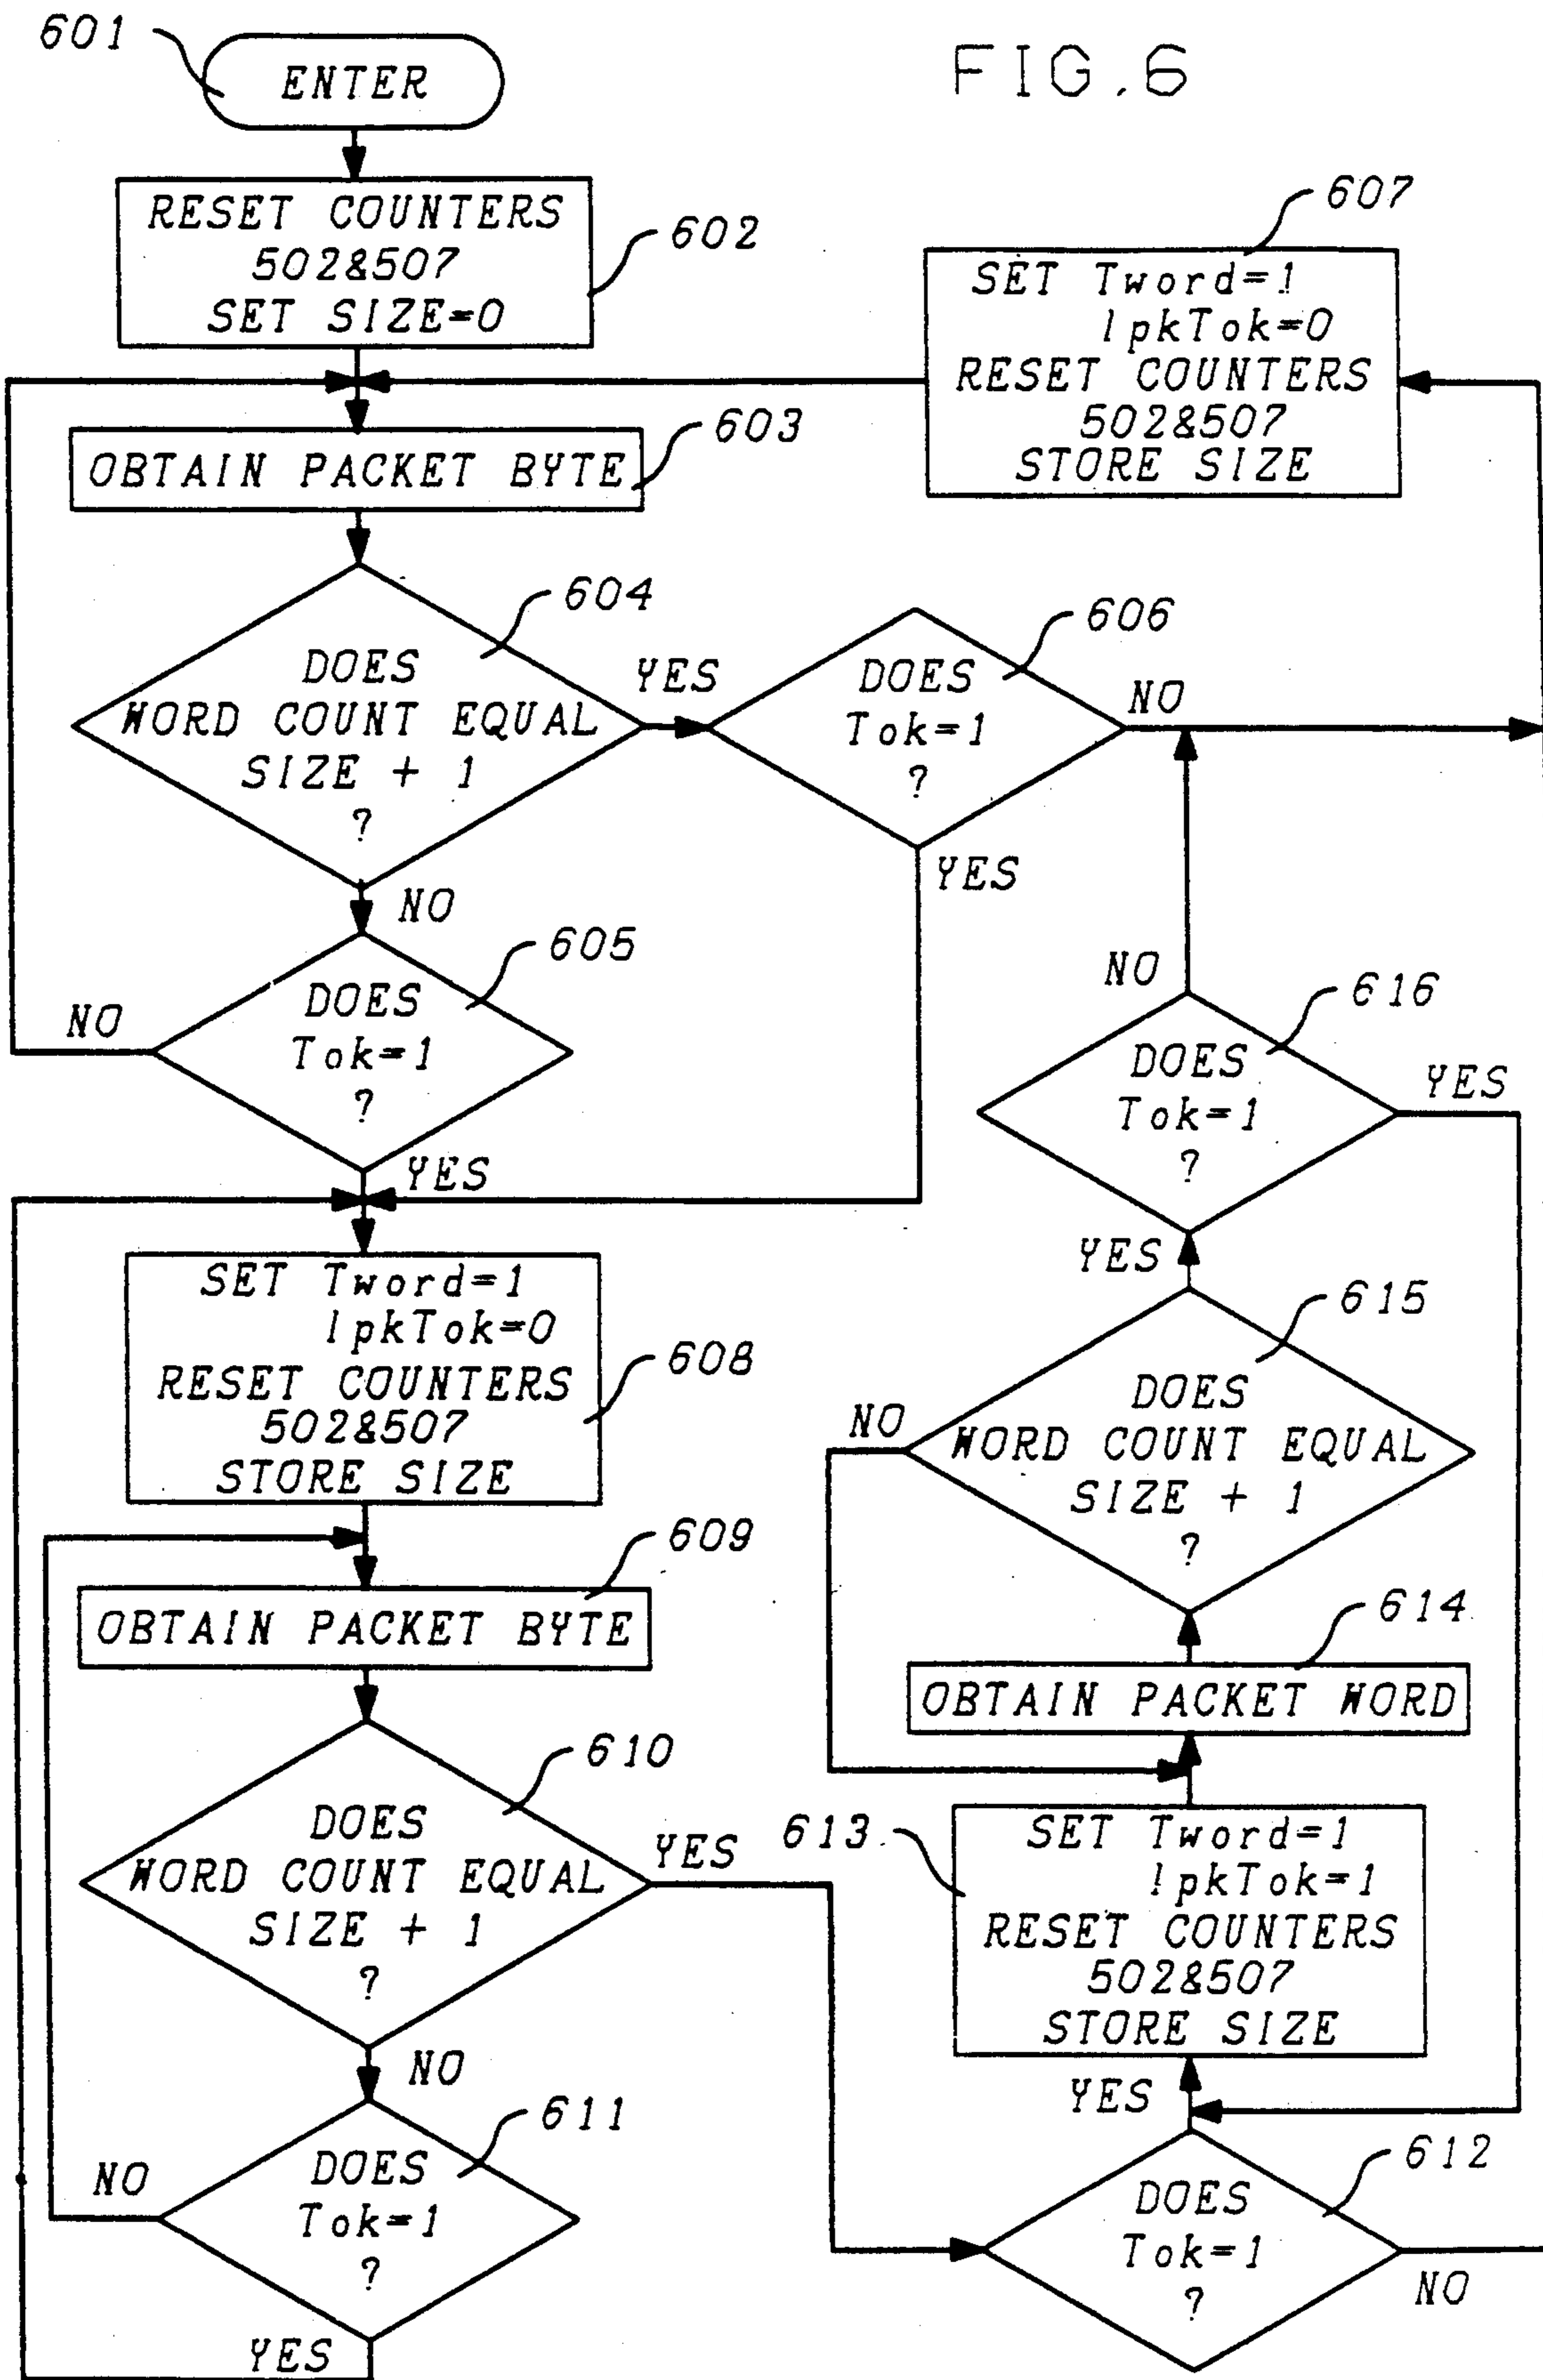 FIG.6
601
ENTER
RESET COUNTERS
502&507
SET SIZE=0
602
607
SET Tword=1
lpkTok=0
RESET COUNTERS
502&507
STORE SIZE
603
OBTAIN PACKET BYTE
604
DOES
WORD COUNT EQUAL
SIZE + 1
?
YES
NO
606
DOES
Tok=1
?
NO
YES
605
DOES
Tok=1
?
NO
YES
616
DOES
Tok=1
?
NO
YES
YES
SET Tword=1
lpkTok=0
RESET COUNTERS
502&507
STORE SIZE
608
615
DOES
WORD COUNT EQUAL
SIZE + 1
?
NO
609
OBTAIN PACKET BYTE
614
OBTAIN PACKET WORD
610
DOES
WORD COUNT EQUAL
SIZE + 1
?
YES
NO
613
SET Tword=1
lpkTok=1
RESET COUNTERS
502&507
STORE SIZE
YES
611
DOES
Tok=1
?
NO
YES
612
DOES
Tok=1
?
NO